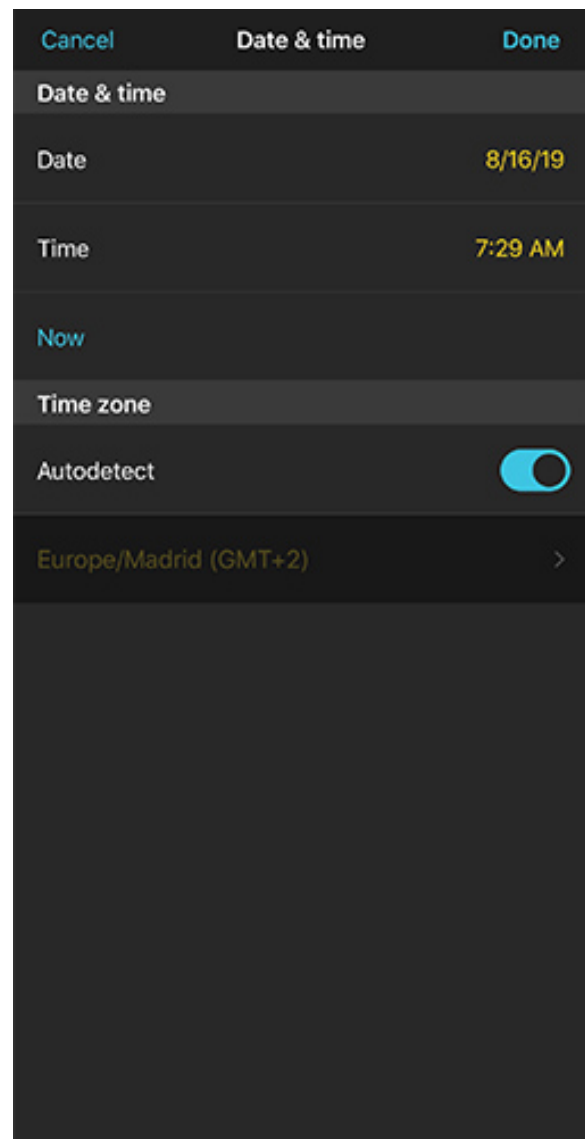 Cancel Date & time Done
Date & time
Date 8/16/19
Time 7:29 AM
Now
Time zone
Autodetect
Europe/Madrid (GMT+2)